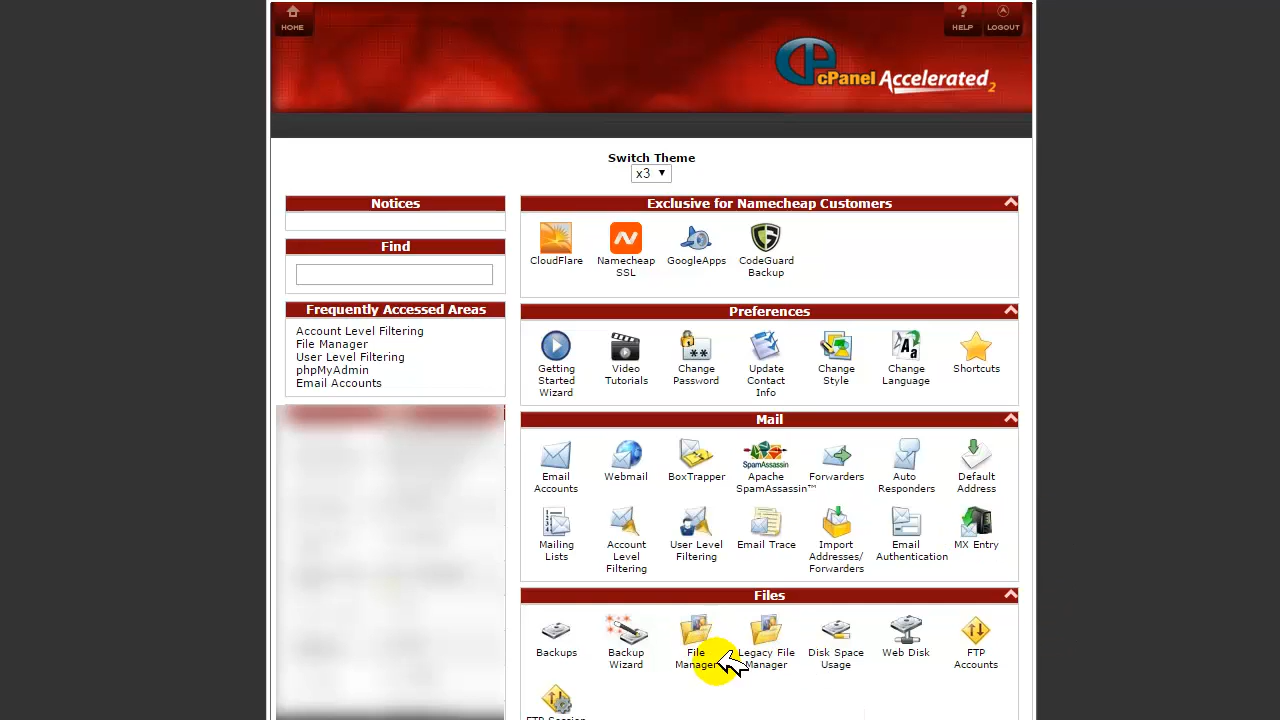 HOME
HELP
LOGOUT
cPanel Accelerated 2
Switch Theme
x3
Notices
Find
Frequently Accessed Areas
Account Level Filtering
File Manager
User Level Filtering
phpMyAdmin
Email Accounts
Exclusive for Namecheap Customers
CloudFlare
Namecheap
SSL
GoogleApps
CodeGuard
Backup
Preferences
Getting
Started
Wizard
Video
Tutorials
Change
Password
Update
Contact
Info
Change
Style
Change
Language
Shortcuts
Mail
Email
Accounts
Webmail
BoxTrapper
SpamAssassin
Apache
SpamAssassin™
Forwarders
Auto
Responders
Default
Address
Mailing
Lists
Account
Level
Filtering
User Level
Filtering
Email Trace
Import
Addresses/
Forwarders
Email
Authentication
MX Entry
Files
Backups
Backup
Wizard
File
Manager
Legacy File
Manager
Disk Space
Usage
Web Disk
FTP
Accounts
FTP Session